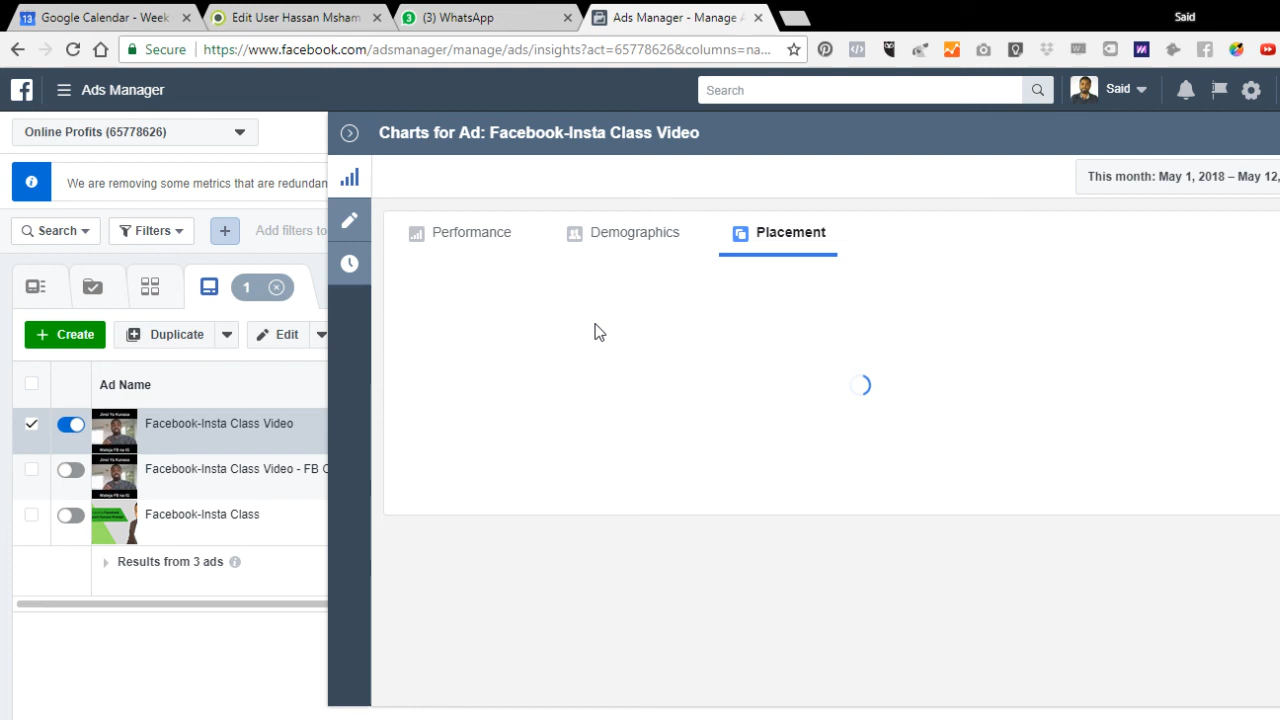 Google Calendar - Week
Edit User Hassan Msham
(3) WhatsApp
Ads Manager - Manage A
Said
Secure
https://www.facebook.com/adsmanager/manage/ads/insights?act=65778626&columns=na...
Ads Manager
Search
Said
Online Profits (65778626)
Charts for Ad: Facebook-Insta Class Video
We are removing some metrics that are redundan
This month: May 1, 2018 – May 12,
Search
Filters
Add filters to
Performance
Demographics
Placement
1
Create
Duplicate
Edit
Ad Name
Facebook-Insta Class Video
Facebook-Insta Class Video - FB C
Facebook-Insta Class
Results from 3 ads